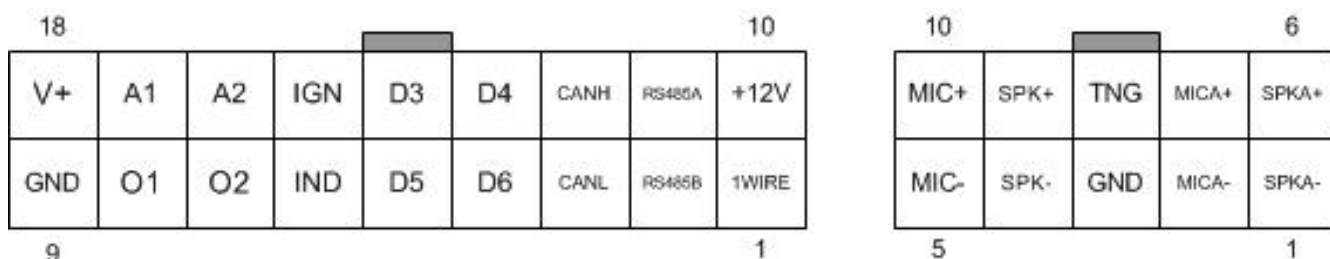 18 10 10 6
V+ A1 A2 IGN D3 D4 CANH RS485A +12V MIC+ SPK+ TNG MICA+ SPKA+
GND O1 O2 IND D5 D6 CANL RS485B 1WIRE MIC- SPK- GND MICA- SPKA-
9 1 5 1